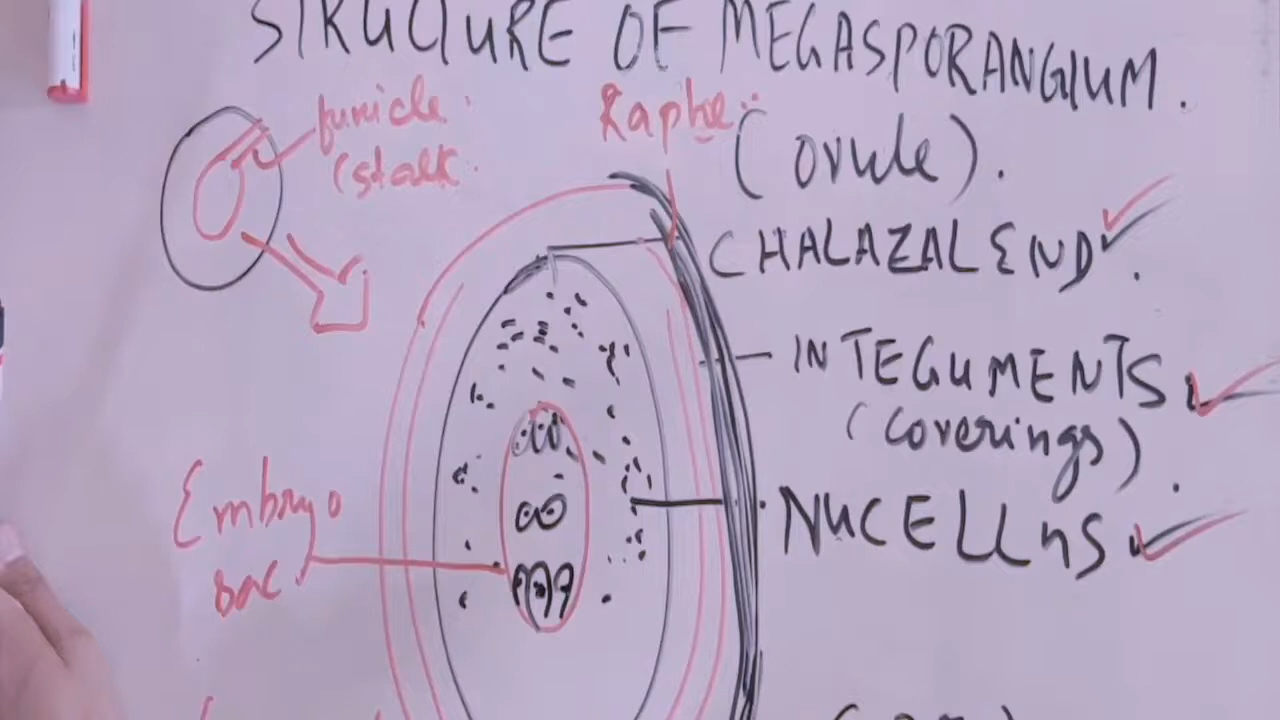 STRUCTURE OF MEGASPORANGIUM.
(ovule).
funicle
(stalk
Raphe
CHALAZAL END
INTEGUMENTS
(coverings)
NUCELLUS
Embryo
sac